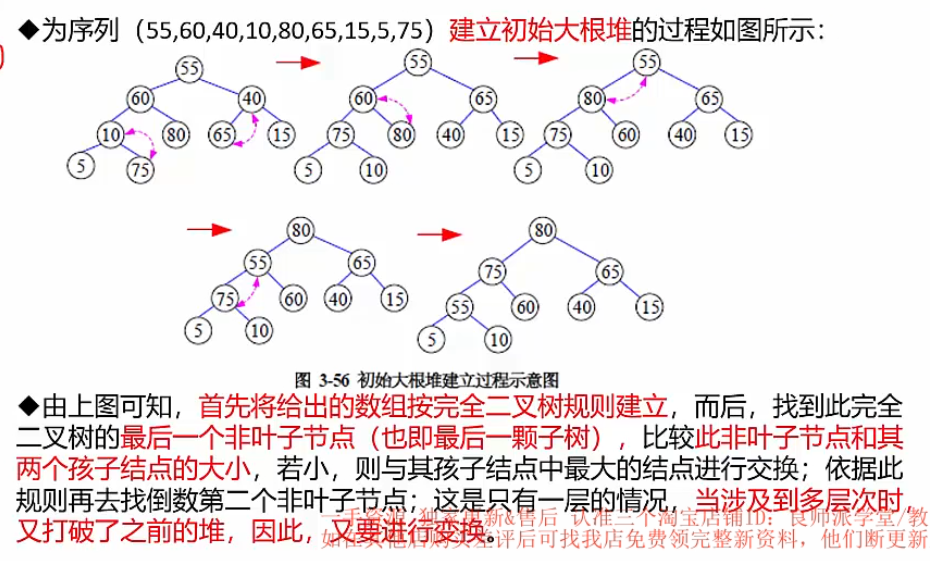 ◆为序列（55,60,40,10,80,65,15,5,75）建立初始大根堆的过程如图所示：
55
60 40
10 80 65 15
5 75
55
60 65
75 80 40 15
5 10
55
80 65
75 60 40 15
5 10
80
55 65
75 60 40 15
5 10
80
75 65
55 60 40 15
5 10
图 3-56 初始大根堆建立过程示意图
◆由上图可知，首先将给出的数组按完全二叉树规则建立，而后，找到此完全
二叉树的最后一个非叶子节点（也即最后一颗子树），比较此非叶子节点和其
两个孩子结点的大小，若小，则与其孩子结点中最大的结点进行交换；依据此
规则再去找倒数第二个非叶子节点；这是只有一层的情况，当涉及到多层次时，
又打破了之前的堆，因此，又要进行变换。
一手资源 独家更新&售后 认准三个淘宝店铺ID：良师派学堂/教
如在其他店购买差评后可找我店免费领完整新资料，他们断更新